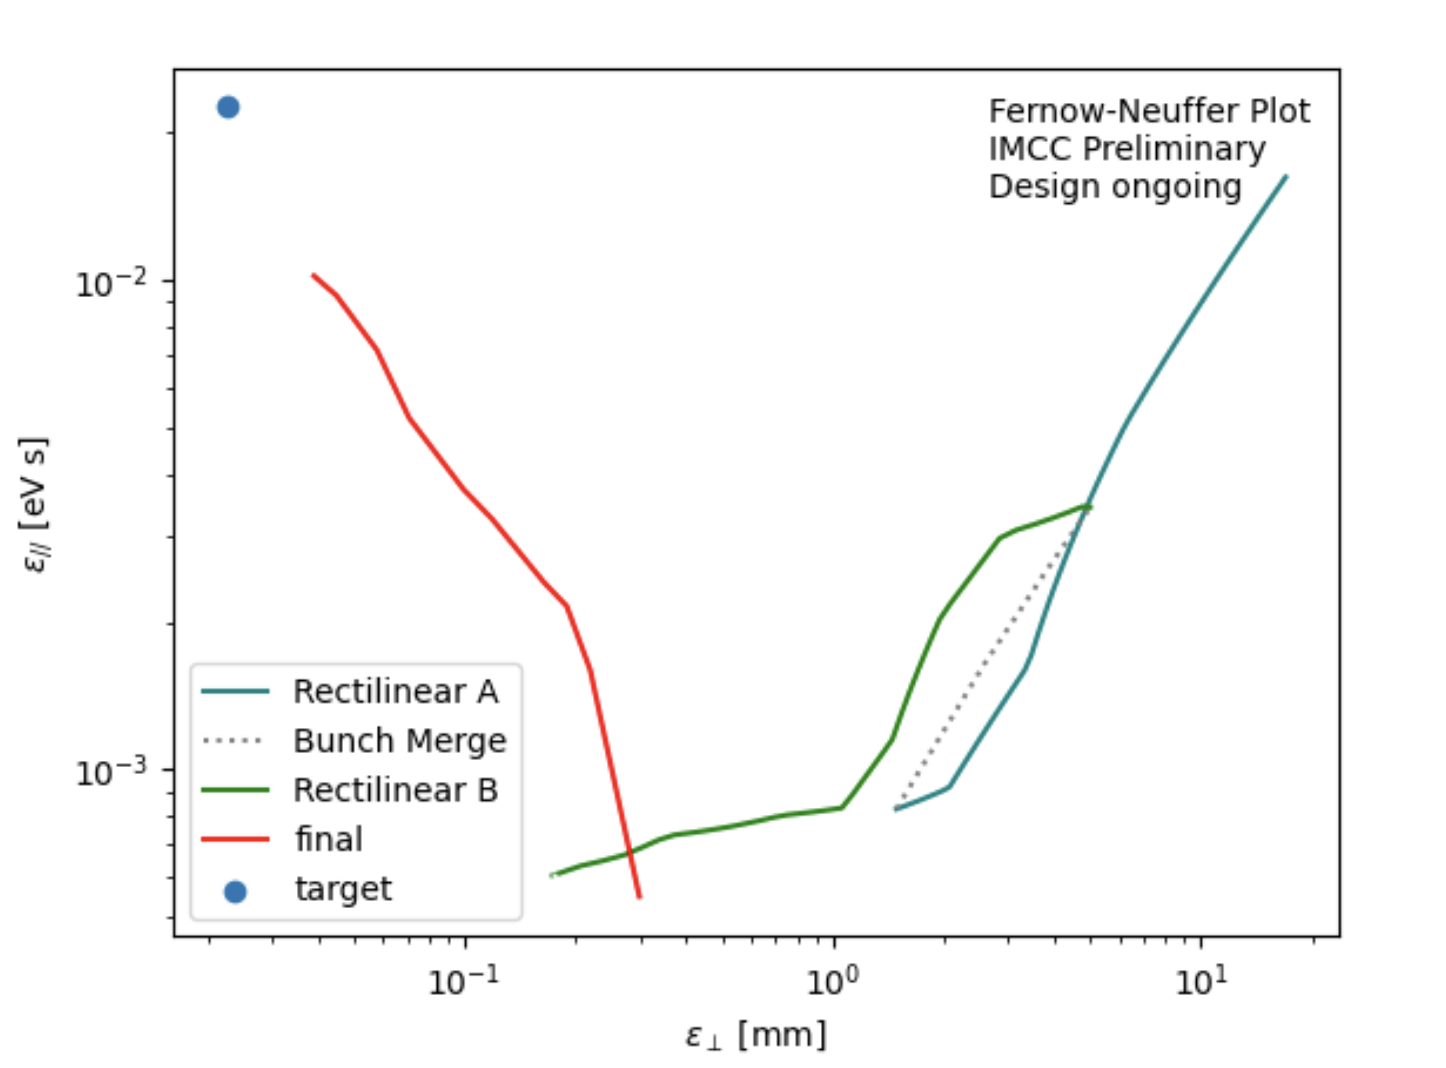 Fernow-Neuffer Plot
IMCC Preliminary
Design ongoing
10⁻²
10⁻³
ε∥ [eV s]
Rectilinear A
Bunch Merge
Rectilinear B
final
target
10⁻¹ 10⁰ 10¹
ε⊥ [mm]